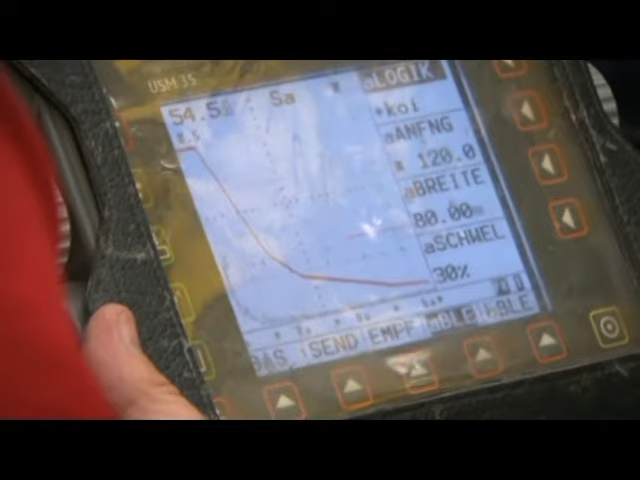 USM 35
54.5 Sa
aLOGIK
+koi
aANFNG
120.0
aBREITE
80.00
aSCHWEL
30%
BAS SEND EMPF aBLE bBLE